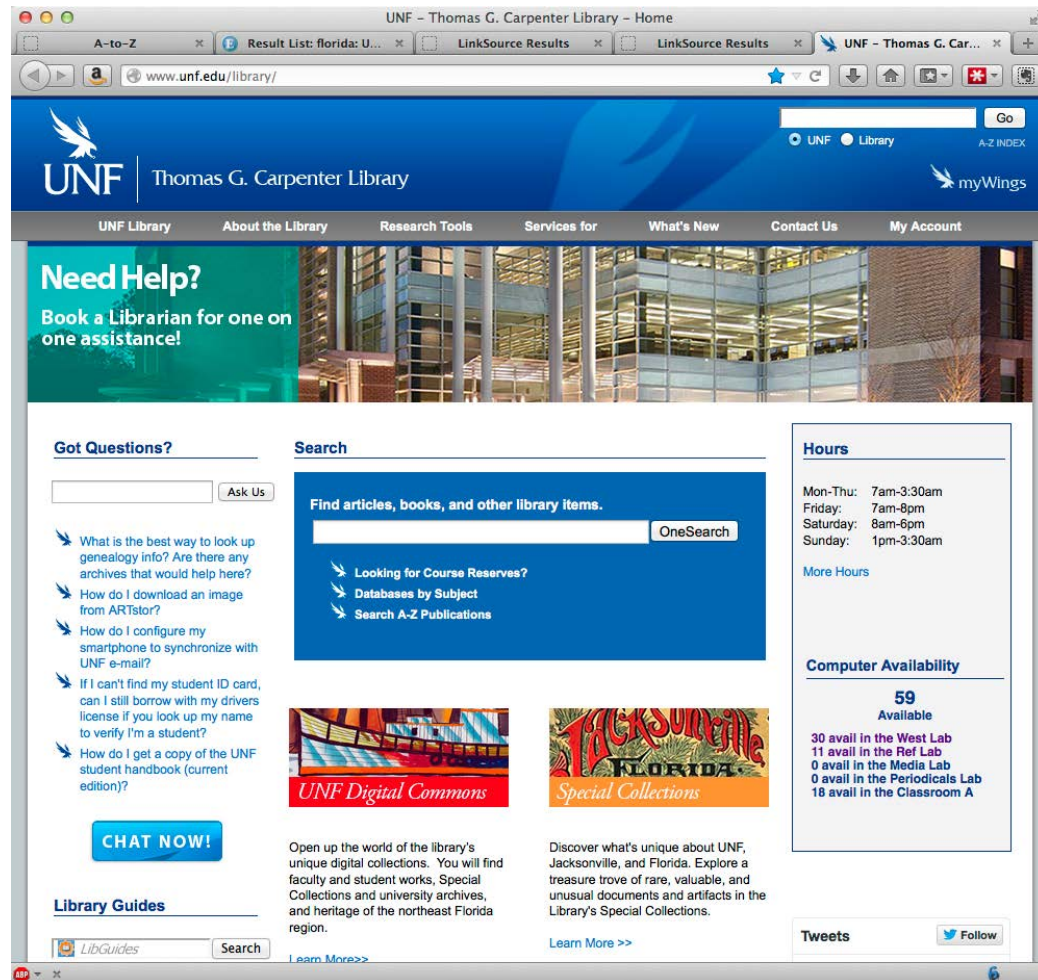 UNF – Thomas G. Carpenter Library – Home
A-to-Z
Result List: florida: U...
LinkSource Results
LinkSource Results
UNF – Thomas G. Car...
www.unf.edu/library/
Go
UNF Library
A-Z INDEX
UNF
Thomas G. Carpenter Library
myWings
UNF Library
About the Library
Research Tools
Services for
What's New
Contact Us
My Account
Need Help?
Book a Librarian for one on
one assistance!
Got Questions?
Ask Us
What is the best way to look up
genealogy info? Are there any
archives that would help here?
How do I download an image
from ARTstor?
How do I configure my
smartphone to synchronize with
UNF e-mail?
If I can't find my student ID card,
can I still borrow with my drivers
license if you look up my name
to verify I'm a student?
How do I get a copy of the UNF
student handbook (current
edition)?
CHAT NOW!
Library Guides
LibGuides
Search
Search
Find articles, books, and other library items.
OneSearch
Looking for Course Reserves?
Databases by Subject
Search A-Z Publications
UNF Digital Commons
Open up the world of the library's
unique digital collections. You will find
faculty and student works, Special
Collections and university archives,
and heritage of the northeast Florida
region.
Learn More>>
Jacksonville
FLORIDA.
Special Collections
Discover what's unique about UNF,
Jacksonville, and Florida. Explore a
treasure trove of rare, valuable, and
unusual documents and artifacts in the
Library's Special Collections.
Learn More >>
Hours
Mon-Thu: 7am-3:30am
Friday: 7am-8pm
Saturday: 8am-6pm
Sunday: 1pm-3:30am
More Hours
Computer Availability
59
Available
30 avail in the West Lab
11 avail in the Ref Lab
0 avail in the Media Lab
0 avail in the Periodicals Lab
18 avail in the Classroom A
Tweets
Follow
ABP